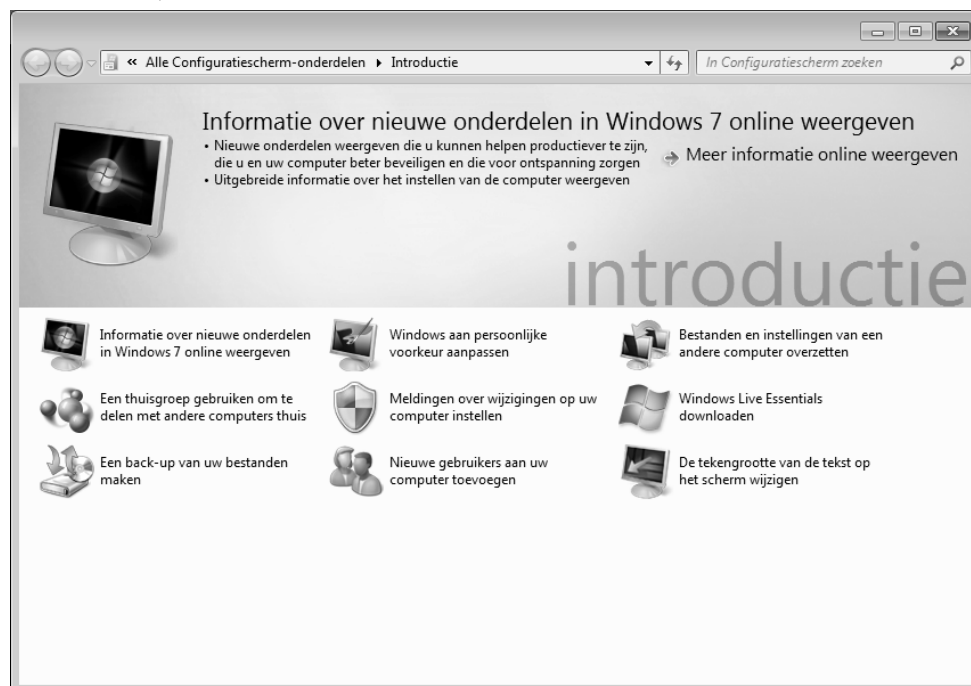 « Alle Configuratiescherm-onderdelen ▸ Introductie
In Configuratiescherm zoeken
Informatie over nieuwe onderdelen in Windows 7 online weergeven
• Nieuwe onderdelen weergeven die u kunnen helpen productiever te zijn,
die u en uw computer beter beveiligen en die voor ontspanning zorgen
• Uitgebreide informatie over het instellen van de computer weergeven
Meer informatie online weergeven
introductie
Informatie over nieuwe onderdelen
in Windows 7 online weergeven
Windows aan persoonlijke
voorkeur aanpassen
Bestanden en instellingen van een
andere computer overzetten
Een thuisgroep gebruiken om te
delen met andere computers thuis
Meldingen over wijzigingen op uw
computer instellen
Windows Live Essentials
downloaden
Een back-up van uw bestanden
maken
Nieuwe gebruikers aan uw
computer toevoegen
De tekengrootte van de tekst op
het scherm wijzigen